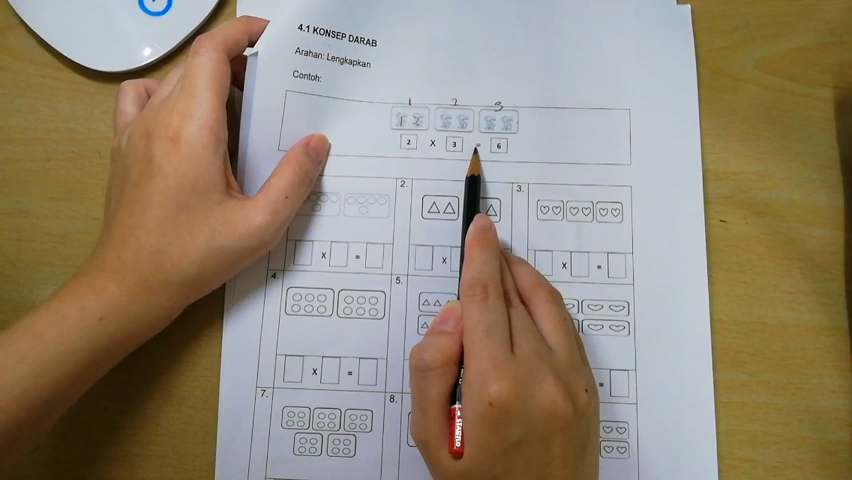 4.1 KONSEP DARAB
Arahan: Lengkapkan
Contoh:
1 2 3
2 X 3 = 6
2. 3.
X = X X =
4. 5.
X = =
7. 8.
STAEDTLER